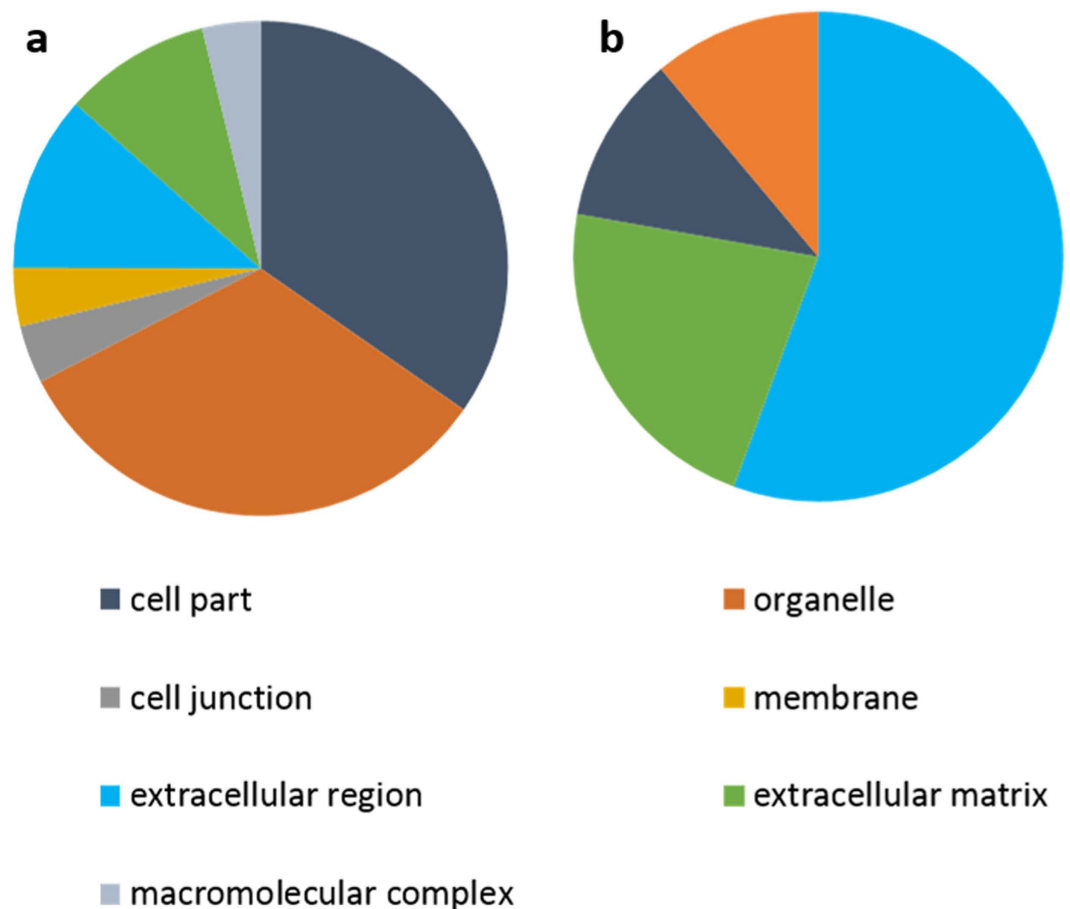 a
b
cell part
organelle
cell junction
membrane
extracellular region
extracellular matrix
macromolecular complex